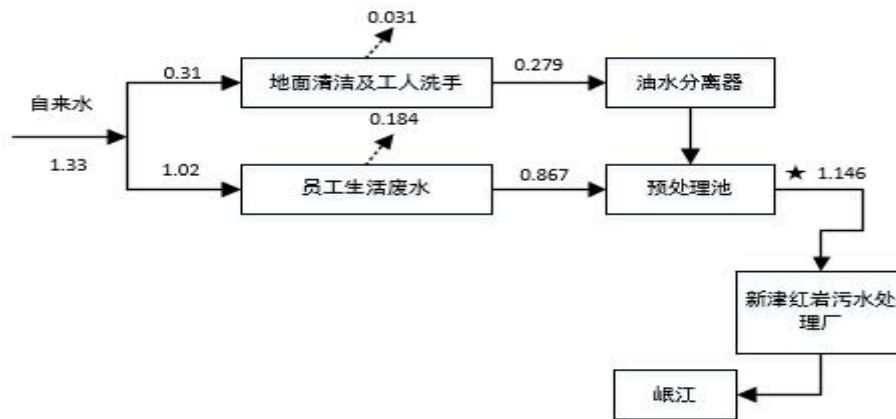 0.031
0.31
地面清洁及工人洗手
0.279
油水分离器
自来水
0.184
1.33
1.02
员工生活废水
0.867
预处理池
★ 1.146
新津红岩污水处
理厂
岷江